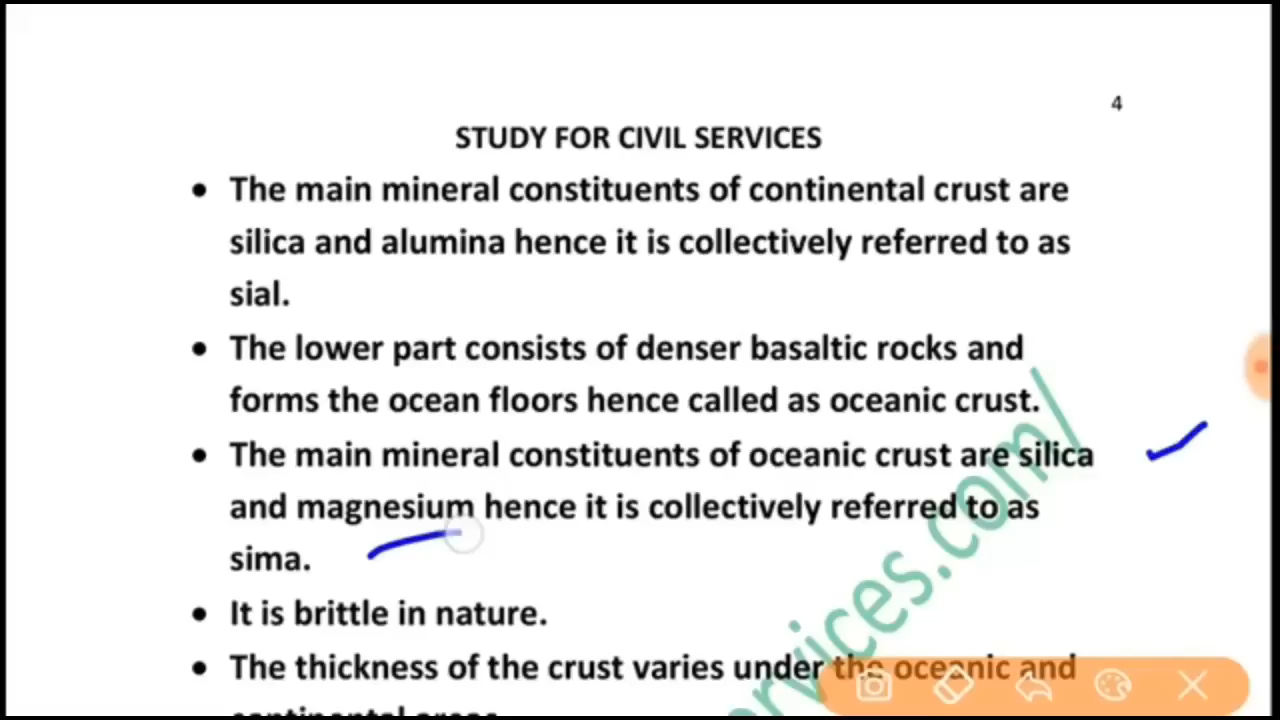 4
STUDY FOR CIVIL SERVICES
• The main mineral constituents of continental crust are
silica and alumina hence it is collectively referred to as
sial.
• The lower part consists of denser basaltic rocks and
forms the ocean floors hence called as oceanic crust.
• The main mineral constituents of oceanic crust are silica
and magnesium hence it is collectively referred to as
sima.
• It is brittle in nature.
• The thickness of the crust varies under the oceanic and
continental areas.
ervices.com/